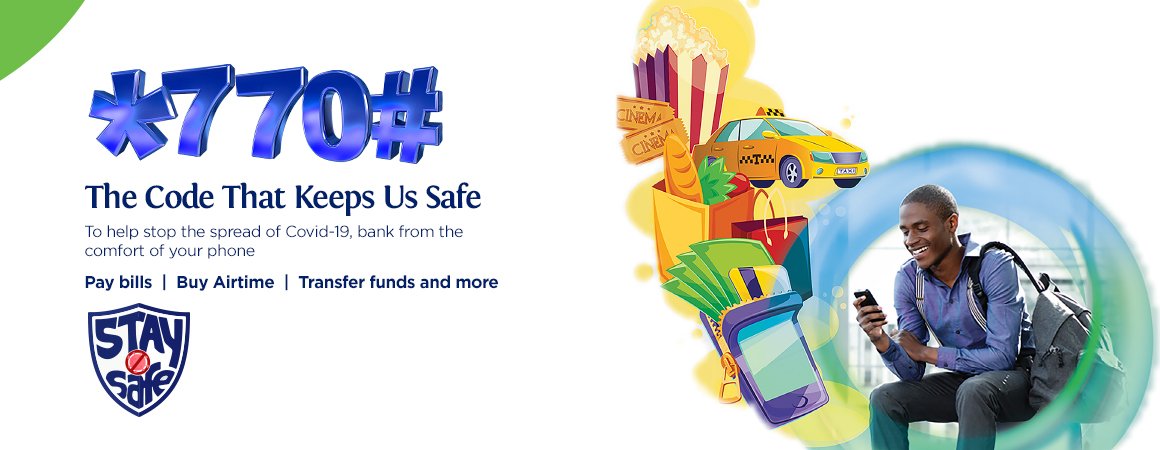 *770#
The Code That Keeps Us Safe
To help stop the spread of Covid-19, bank from the
comfort of your phone
Pay bills | Buy Airtime | Transfer funds and more
STAY
Safe
CINEMA
CINEMA
TAXI
T